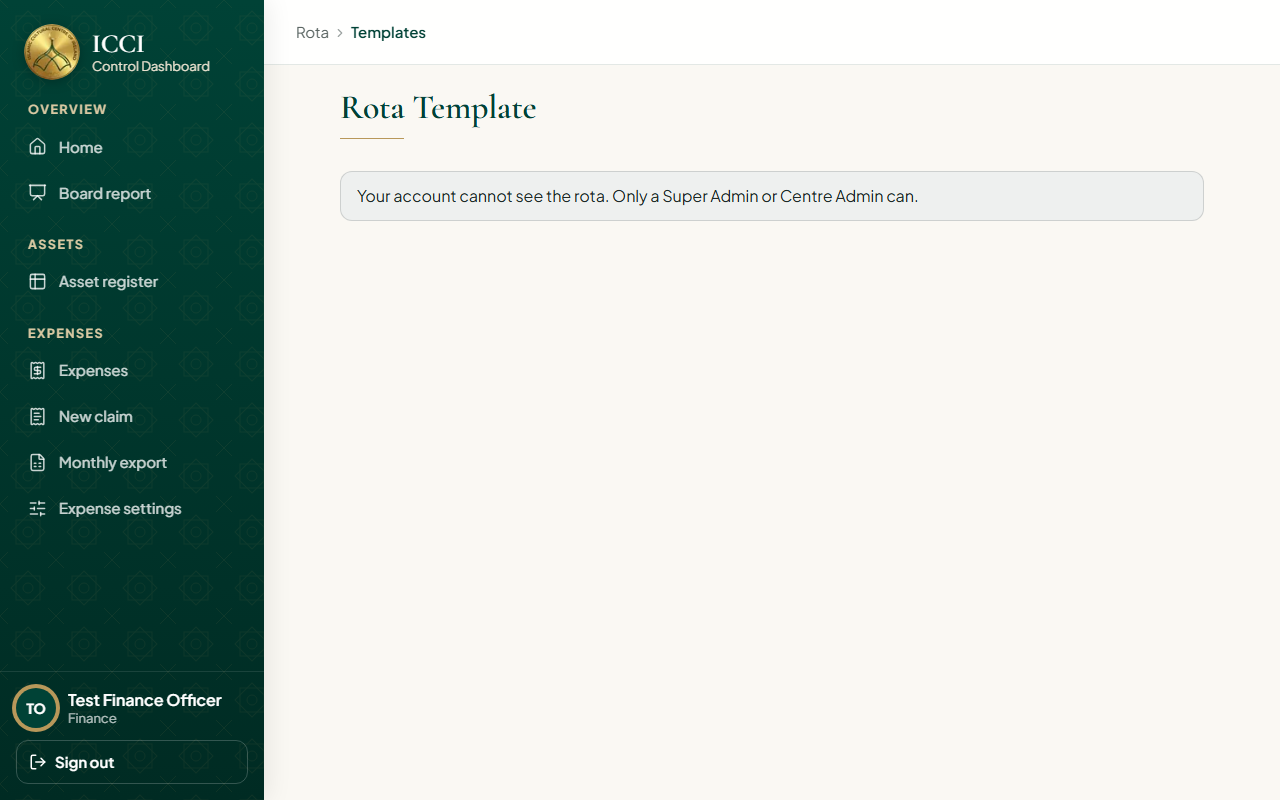 ICCI
Control Dashboard
OVERVIEW
Home
Board report
ASSETS
Asset register
EXPENSES
Expenses
New claim
Monthly export
Expense settings
TO
Test Finance Officer
Finance
Sign out
Rota > Templates
Rota Template
Your account cannot see the rota. Only a Super Admin or Centre Admin can.